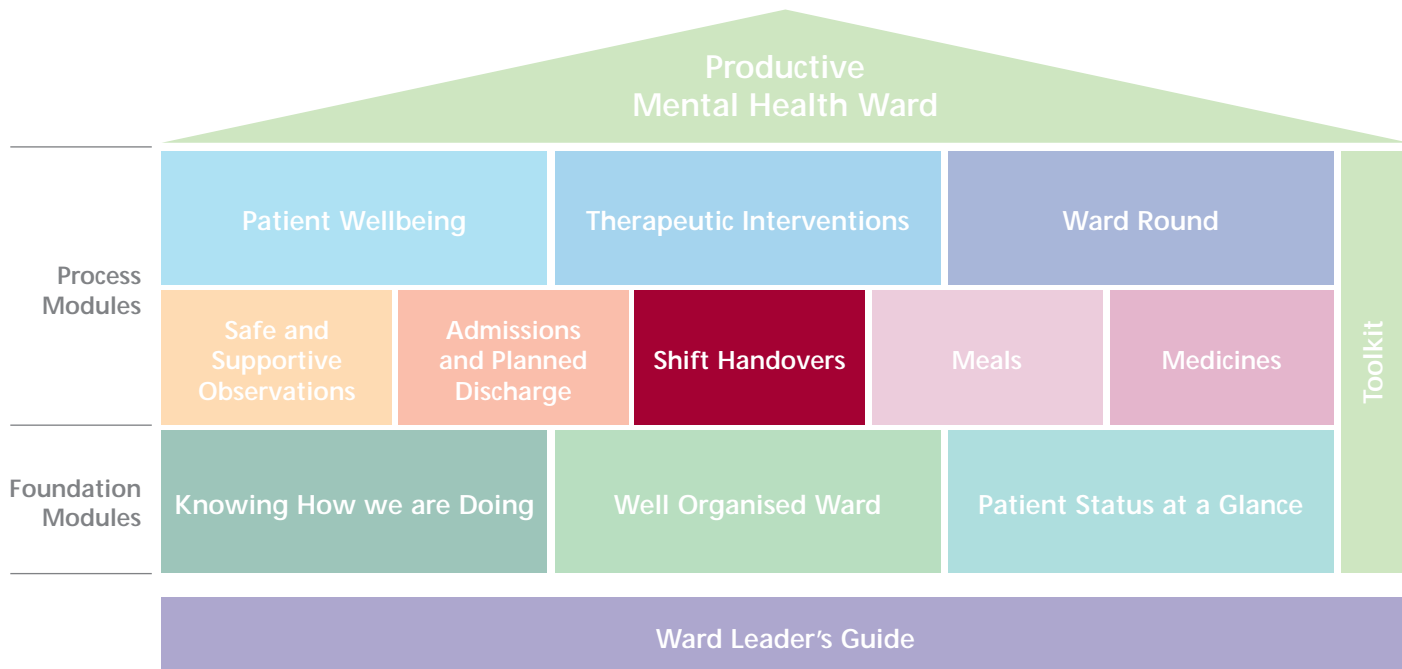 Productive
Mental Health Ward
Process
Modules
Patient Wellbeing
Therapeutic Interventions
Ward Round
Safe and
Supportive
Observations
Admissions
and Planned
Discharge
Shift Handovers
Meals
Medicines
Toolkit
Foundation
Modules
Knowing How we are Doing
Well Organised Ward
Patient Status at a Glance
Ward Leader's Guide